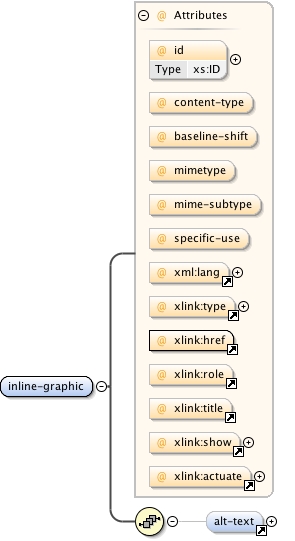 Attributes
@ id
Type xs:ID
@ content-type
@ baseline-shift
@ mimetype
@ mime-subtype
@ specific-use
@ xml:lang
@ xlink:type
@ xlink:href
@ xlink:role
@ xlink:title
@ xlink:show
@ xlink:actuate
inline-graphic
alt-text